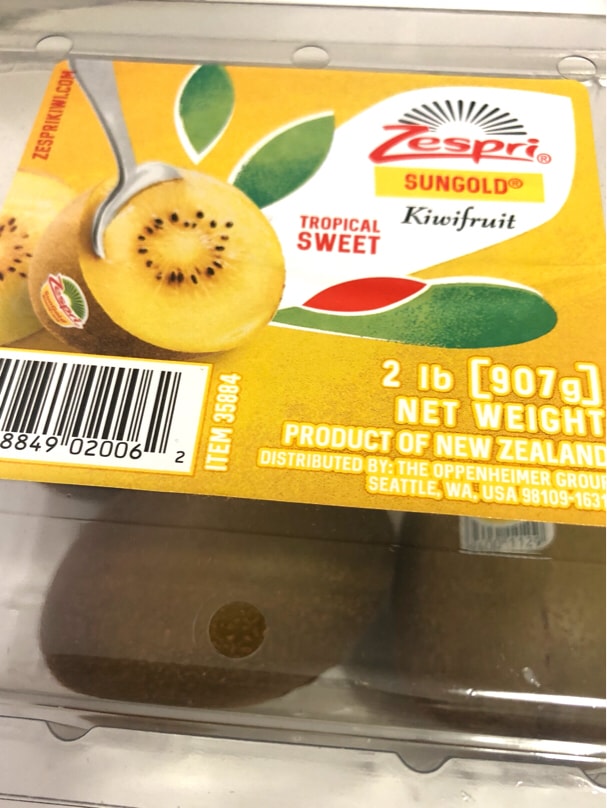 ZESPRIKIWI.COM
Zespri®
SUNGOLD®
Kiwifruit
TROPICAL
SWEET
Zespri
8849 02006 2
ITEM 35884
2 lb [907g]
NET WEIGHT
PRODUCT OF NEW ZEALAND
DISTRIBUTED BY: THE OPPENHEIMER GROUP
SEATTLE, WA, USA 98109-1631